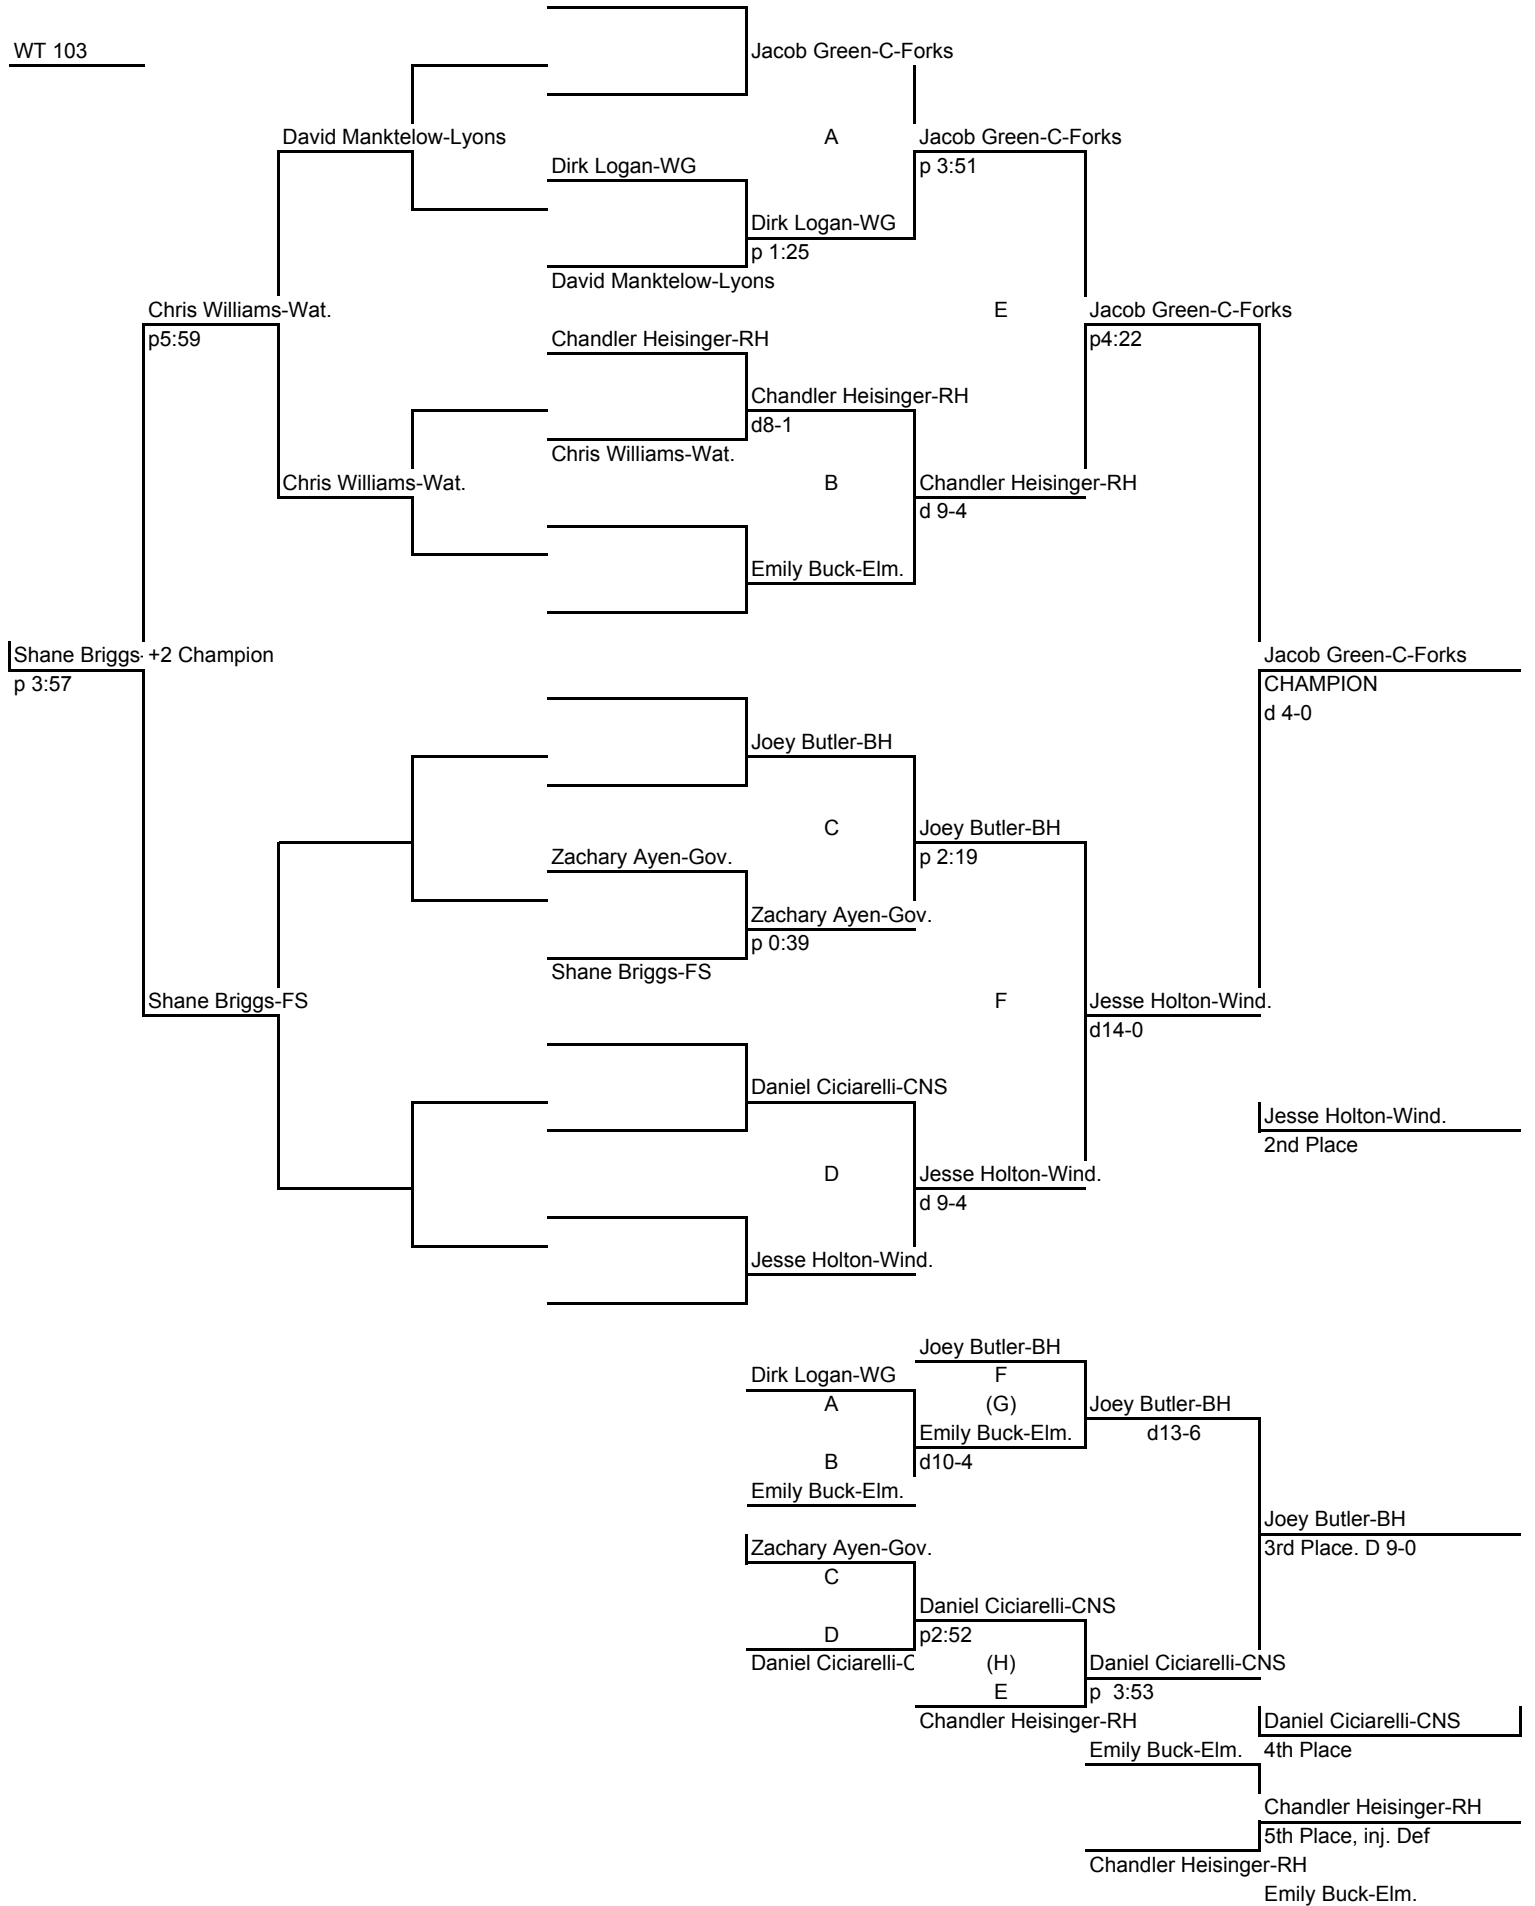 WT 103
Jacob Green-C-Forks
David Manktelow-Lyons
A
Jacob Green-C-Forks
Dirk Logan-WG
p 3:51
Dirk Logan-WG
p 1:25
David Manktelow-Lyons
Chris Williams-Wat.
E
Jacob Green-C-Forks
p5:59
Chandler Heisinger-RH
p4:22
Chandler Heisinger-RH
d8-1
Chris Williams-Wat.
Chris Williams-Wat.
B
Chandler Heisinger-RH
d 9-4
Emily Buck-Elm.
Shane Briggs- +2 Champion
Jacob Green-C-Forks
p 3:57
CHAMPION
d 4-0
Joey Butler-BH
C
Joey Butler-BH
Zachary Ayen-Gov.
p 2:19
Zachary Ayen-Gov.
p 0:39
Shane Briggs-FS
Shane Briggs-FS
F
Jesse Holton-Wind.
d14-0
Daniel Ciciarelli-CNS
Jesse Holton-Wind.
2nd Place
D
Jesse Holton-Wind.
d 9-4
Jesse Holton-Wind.
Joey Butler-BH
Dirk Logan-WG
F
A
(G)
Joey Butler-BH
Emily Buck-Elm.
d13-6
B
d10-4
Emily Buck-Elm.
Joey Butler-BH
Zachary Ayen-Gov.
3rd Place. D 9-0
C
Daniel Ciciarelli-CNS
D
p2:52
Daniel Ciciarelli-C
(H)
Daniel Ciciarelli-CNS
E
p 3:53
Chandler Heisinger-RH
Daniel Ciciarelli-CNS
Emily Buck-Elm.
4th Place
Chandler Heisinger-RH
5th Place, inj. Def
Chandler Heisinger-RH
Emily Buck-Elm.